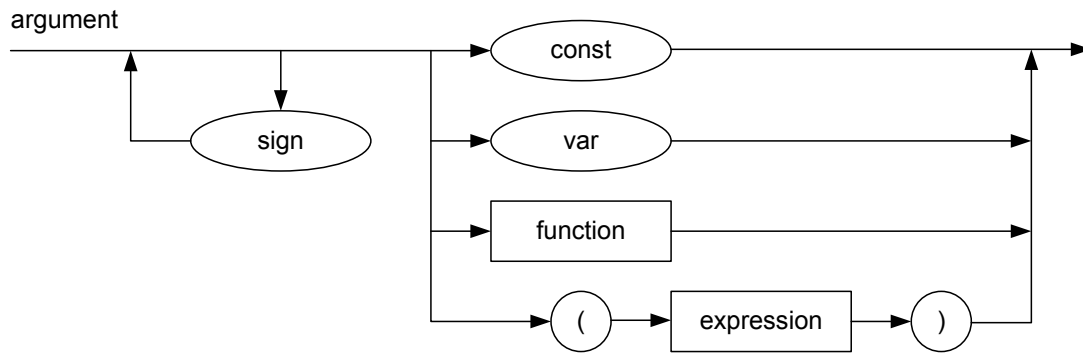 argument
const
sign
var
function
( expression )